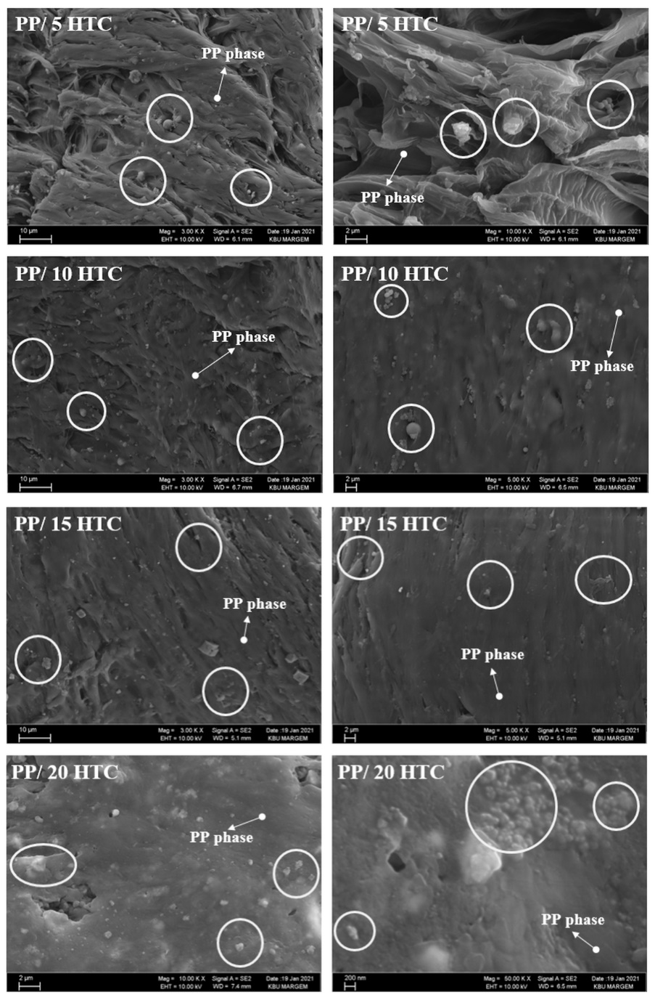 PP/ 5 HTC
PP phase
10 µm
Mag = 3.00 K X Signal A = SE2 Date :19 Jan 2021
EHT = 10.00 kV WD = 6.1 mm KBU MARGEM
PP/ 5 HTC
PP phase
2 µm
Mag = 10.00 K X Signal A = SE2 Date :19 Jan 2021
EHT = 10.00 kV WD = 6.1 mm KBU MARGEM
PP/ 10 HTC
PP phase
10 µm
Mag = 3.00 K X Signal A = SE2 Date :19 Jan 2021
EHT = 10.00 kV WD = 6.7 mm KBU MARGEM
PP/ 10 HTC
PP phase
2 µm
Mag = 5.00 K X Signal A = SE2 Date :19 Jan 2021
EHT = 10.00 kV WD = 6.5 mm KBU MARGEM
PP/ 15 HTC
PP phase
10 µm
Mag = 3.00 K X Signal A = SE2 Date :19 Jan 2021
EHT = 10.00 kV WD = 5.1 mm KBU MARGEM
PP/ 15 HTC
PP phase
2 µm
Mag = 5.00 K X Signal A = SE2 Date :19 Jan 2021
EHT = 10.00 kV WD = 5.1 mm KBU MARGEM
PP/ 20 HTC
PP phase
2 µm
Mag = 10.00 K X Signal A = SE2 Date :19 Jan 2021
EHT = 10.00 kV WD = 7.4 mm KBU MARGEM
PP/ 20 HTC
PP phase
200 nm
Mag = 50.00 K X Signal A = SE2 Date :19 Jan 2021
EHT = 10.00 kV WD = 6.5 mm KBU MARGEM